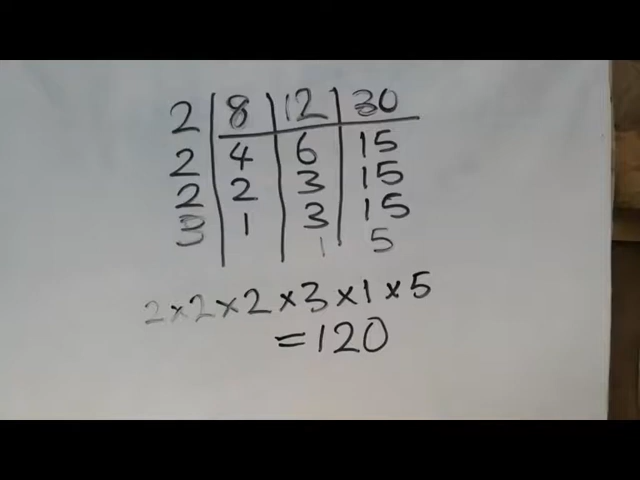 2 | 8 | 12 | 30
2 | 4 | 6 | 15
2 | 2 | 3 | 15
3 | 1 | 3 | 15
1 5
2 × 2 × 2 × 3 × 1 × 5
= 120